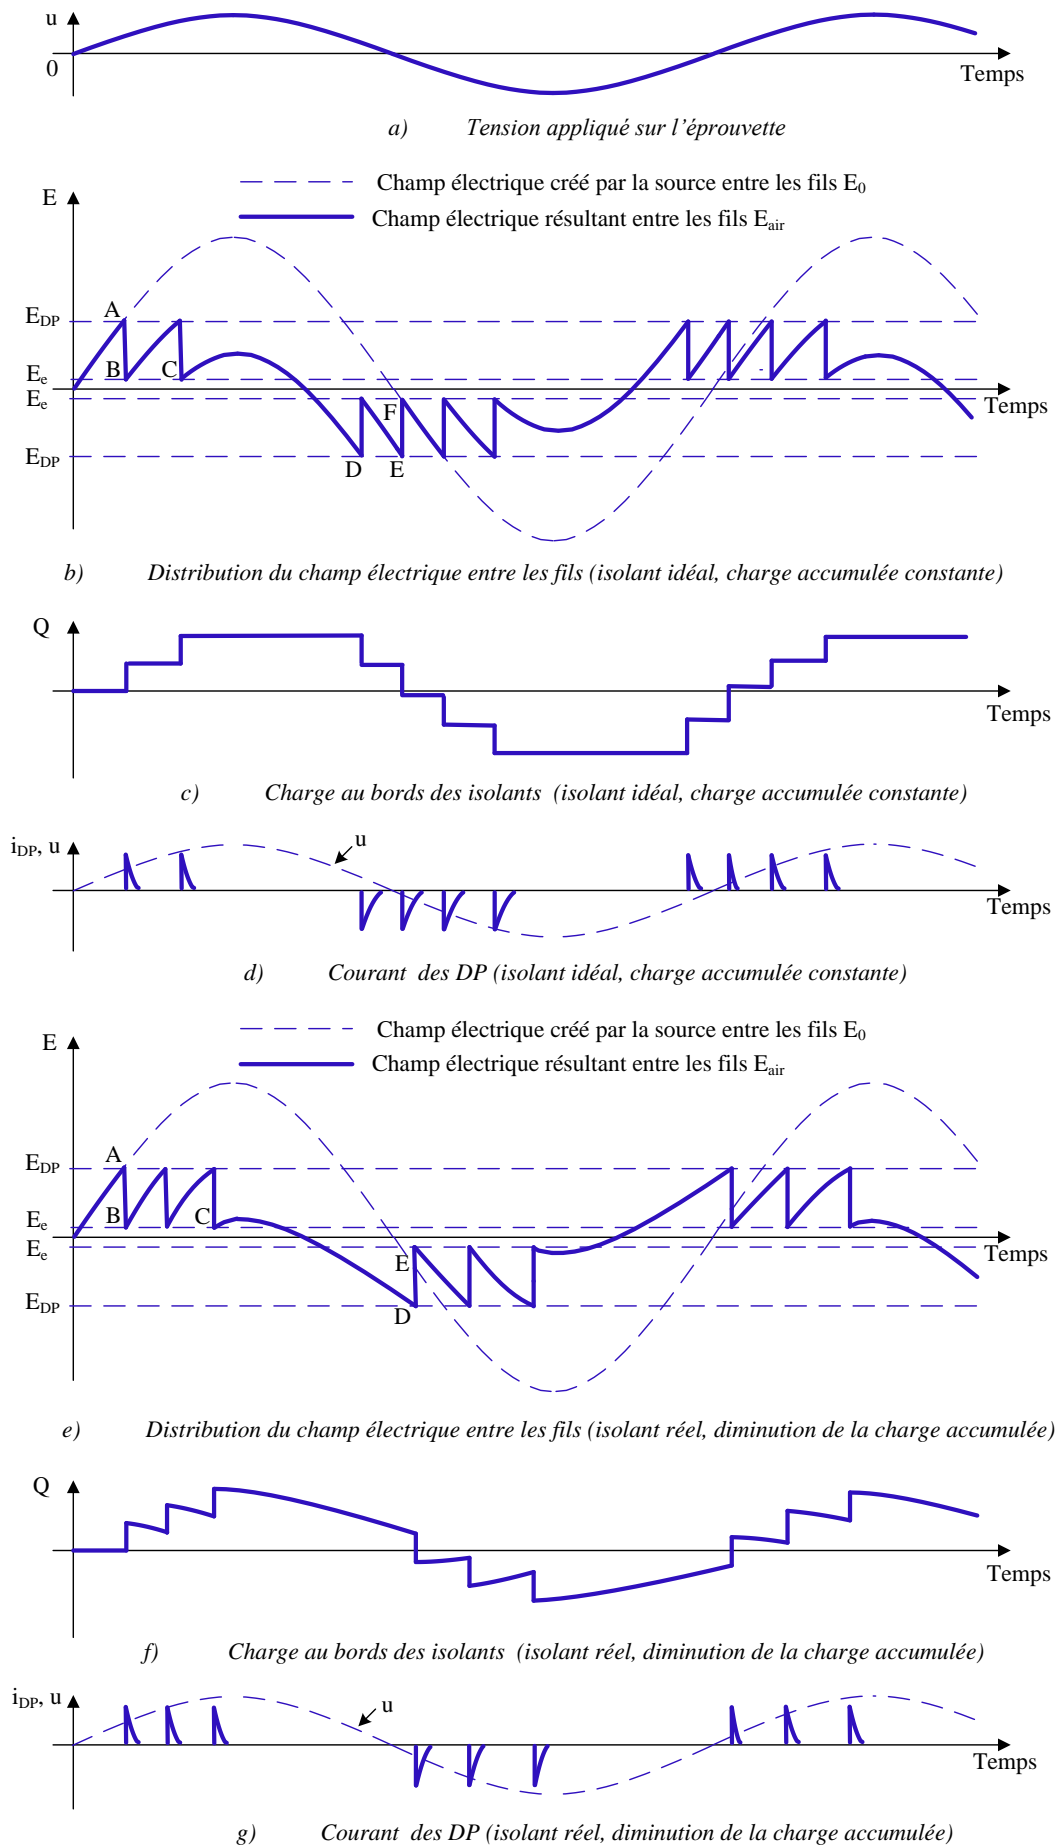 u
0
Temps
a) Tension appliqué sur l’éprouvette
Champ électrique créé par la source entre les fils E0
E
Champ électrique résultant entre les fils Eair
A
EDP
B
C
Ee
Ee
F
Temps
EDP
D
E
b) Distribution du champ électrique entre les fils (isolant idéal, charge accumulée constante)
Q
Temps
c) Charge au bords des isolants (isolant idéal, charge accumulée constante)
iDP, u
u
Temps
d) Courant des DP (isolant idéal, charge accumulée constante)
Champ électrique créé par la source entre les fils E0
E
Champ électrique résultant entre les fils Eair
A
EDP
B
C
Ee
Ee
E
Temps
EDP
D
e) Distribution du champ électrique entre les fils (isolant réel, diminution de la charge accumulée)
Q
Temps
f) Charge au bords des isolants (isolant réel, diminution de la charge accumulée)
iDP, u
u
Temps
g) Courant des DP (isolant réel, diminution de la charge accumulée)